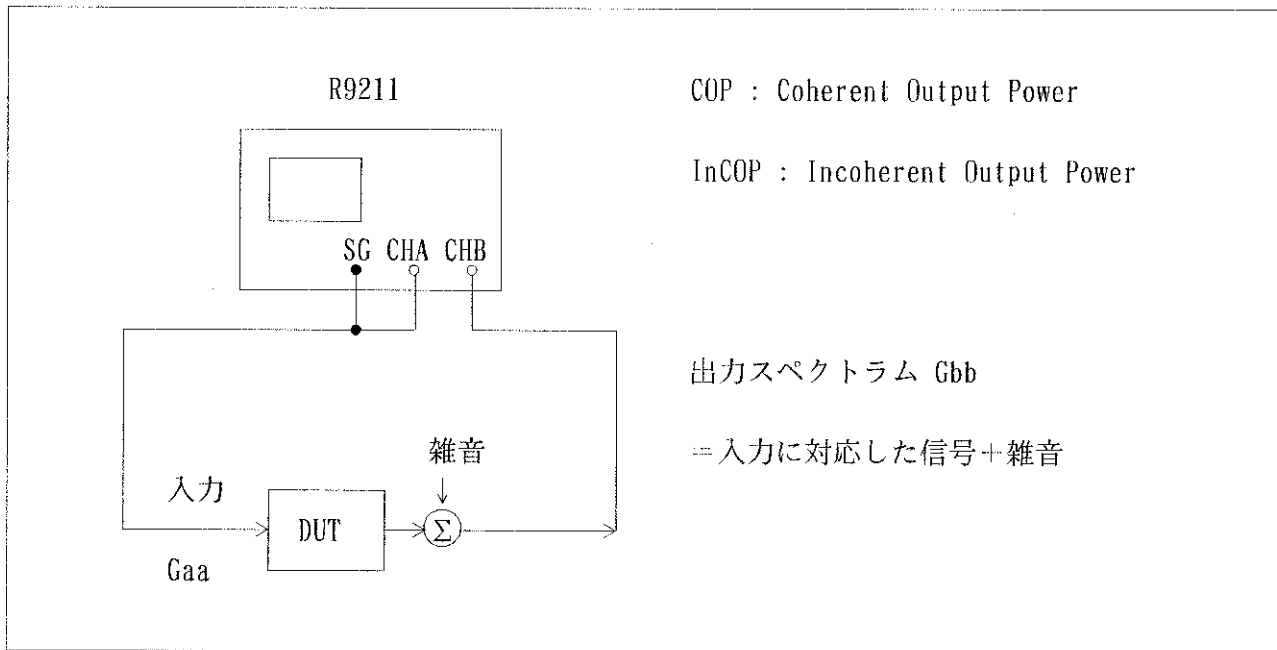 R9211
COP : Coherent Output Power
InCOP : Incoherent Output Power
SG CHA CHB
出力スペクトラム Gbb
=入力に対応した信号+雑音
雑音
入力
DUT
Σ
Gaa